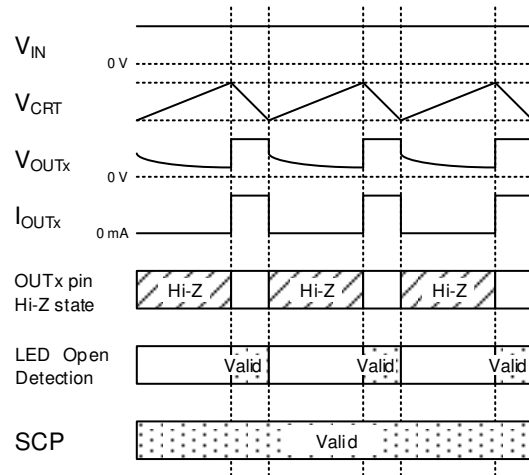 VIN
0 V
VCRT
VOUTx
0 V
IOUTx
0 mA
OUTx pin
Hi-Z state
Hi-Z
Hi-Z
Hi-Z
LED Open
Detection
Valid
Valid
Valid
SCP
Valid